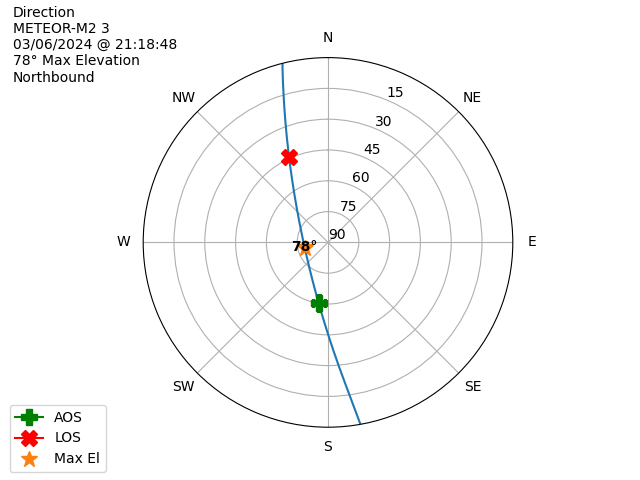 Direction
METEOR-M2 3
03/06/2024 @ 21:18:48
78° Max Elevation
Northbound
N
NW
NE
15
30
45
60
75
90
W
E
78°
SW
SE
S
AOS
LOS
Max El